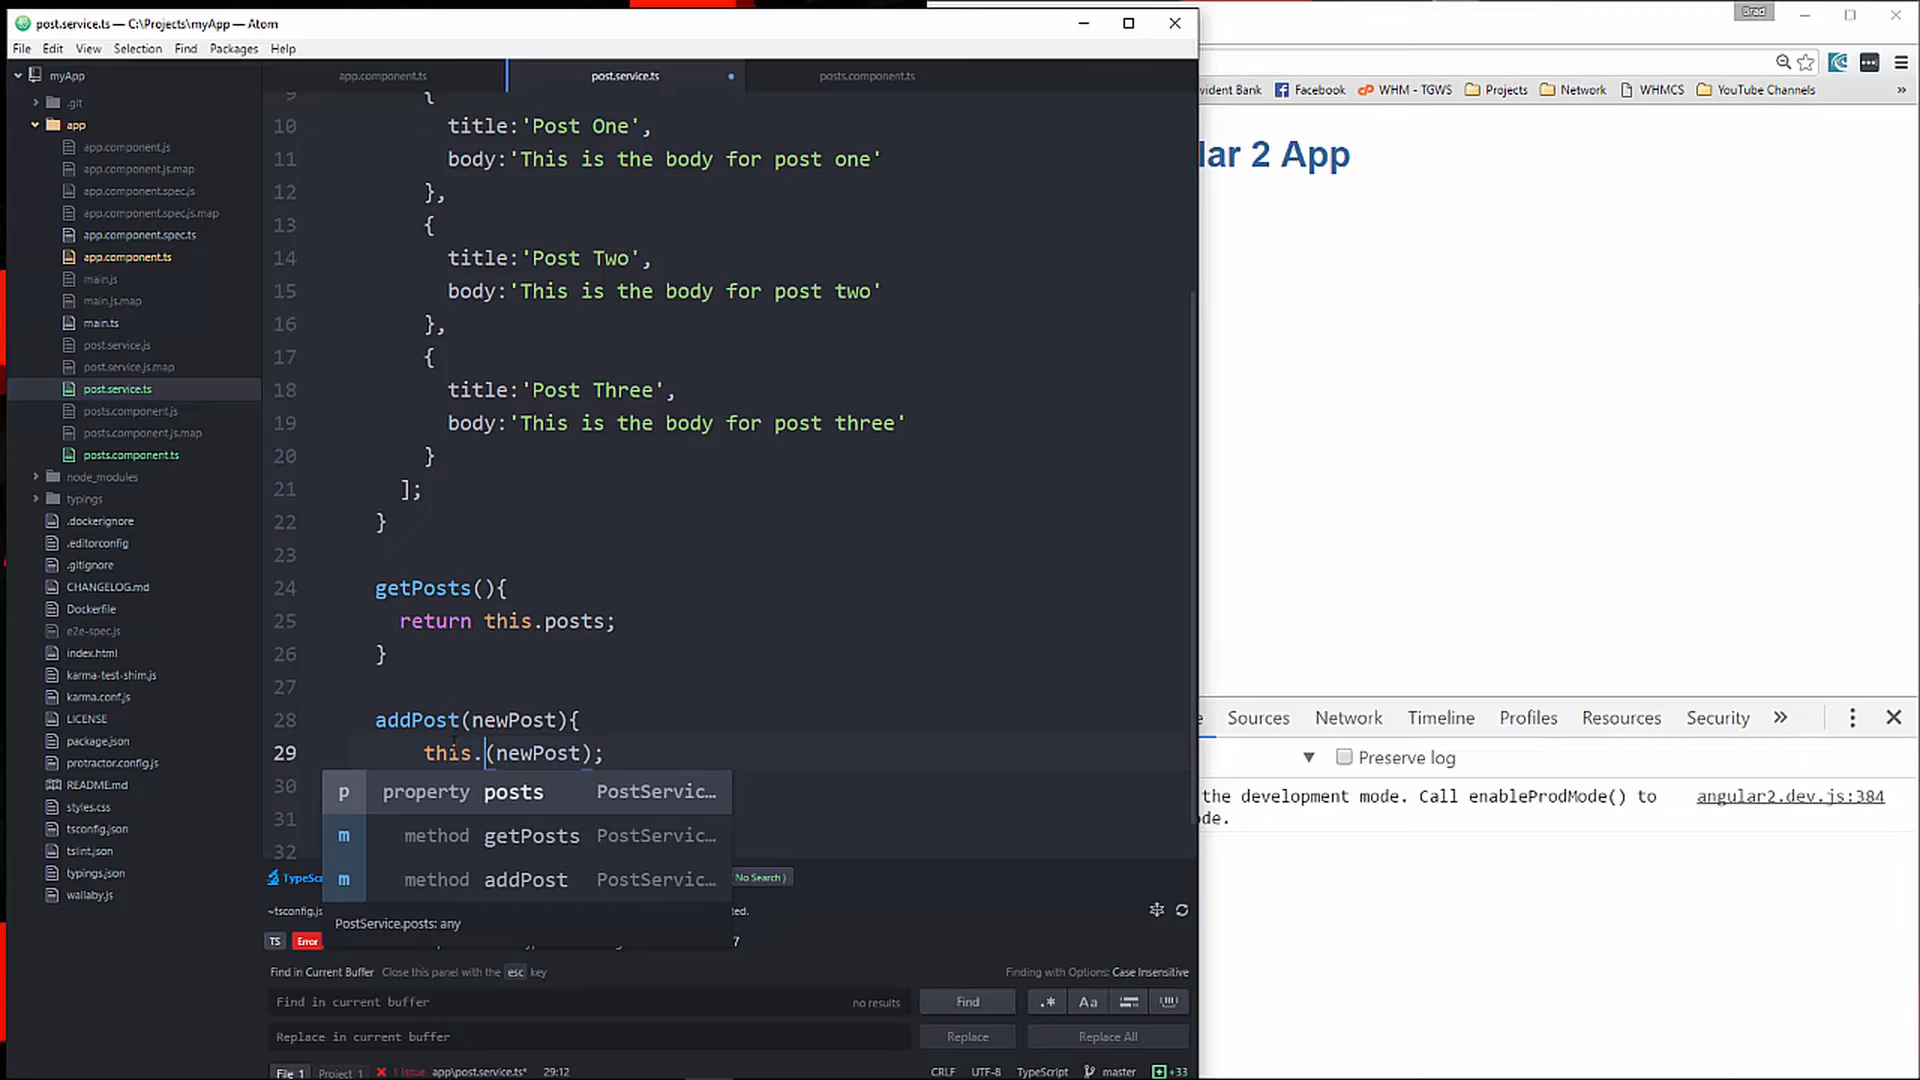 post.service.ts — C:\Projects\myApp — Atom
Brad
File Edit View Selection Find Packages Help
myApp
app.component.ts
post.service.ts
posts.component.ts
vident Bank
Facebook
WHM - TGWS
Projects
Network
WHMCS
YouTube Channels
»
.git
app
app.component.js
app.component.js.map
app.component.spec.js
app.component.spec.js.map
app.component.spec.ts
app.component.ts
main.js
main.js.map
main.ts
post.service.js
post.service.js.map
post.service.ts
posts.component.js
posts.component.js.map
posts.component.ts
node_modules
typings
.dockerignore
.editorconfig
.gitignore
CHANGELOG.md
Dockerfile
e2e-spec.js
index.html
karma-test-shim.js
karma.conf.js
LICENSE
package.json
protractor.config.js
README.md
styles.css
tsconfig.json
tslint.json
typings.json
wallaby.js
9 {
10 title:'Post One',
11 body:'This is the body for post one'
12 },
13 {
14 title:'Post Two',
15 body:'This is the body for post two'
16 },
17 {
18 title:'Post Three',
19 body:'This is the body for post three'
20 }
21 ];
22 }
23
24 getPosts(){
25 return this.posts;
26 }
27
28 addPost(newPost){
29 this.(newPost);
30
31
32
p property posts PostServic...
m method getPosts PostServic...
m method addPost PostServic...
PostService.posts: any
TypeScr
No Search )
~tsconfig.js
ted.
TS Error
7
Find in Current Buffer Close this panel with the esc key
Finding with Options: Case Insensitive
Find in current buffer
no results
Find
.* Aa
Replace in current buffer
Replace
Replace All
File 1 Project 1 1 Issue app\post.service.ts* 29:12
CRLF UTF-8 TypeScript master +33
lar 2 App
Sources Network Timeline Profiles Resources Security »
Preserve log
the development mode. Call enableProdMode() to
angular2.dev.js:384
ode.